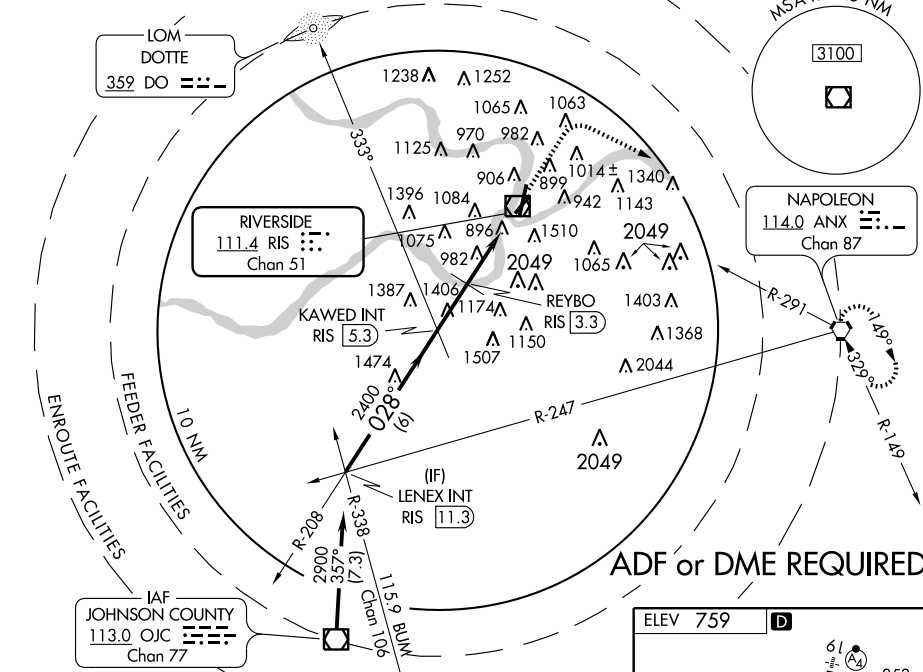 MSA
NM
3100
LOM
DOTTE
359 DO
333°
1238
1252
1065
1063
1125
970
982
906
899
1014±
1340
942
1143
1396
1084
896
1075
1510
982
2049
1065
2049
RIVERSIDE
111.4 RIS
Chan 51
NAPOLEON
114.0 ANX
Chan 87
R-291
149°
329°
R-149
1387
1406
1174
REYBO
RIS 3.3
1403
KAWED INT
RIS 5.3
1150
1368
1507
1474
2044
2400
028°
(6)
R-247
2049
10 NM
FEEDER FACILITIES
ENROUTE FACILITIES
(IF)
LENEX INT
RIS 11.3
R-208
R-338
115.9 BUM
Chan 106
2900
357°
(7.3)
IAF
JOHNSON COUNTY
113.0 OJC
Chan 77
ADF or DME REQUIRED
ELEV 759
D
19
A4